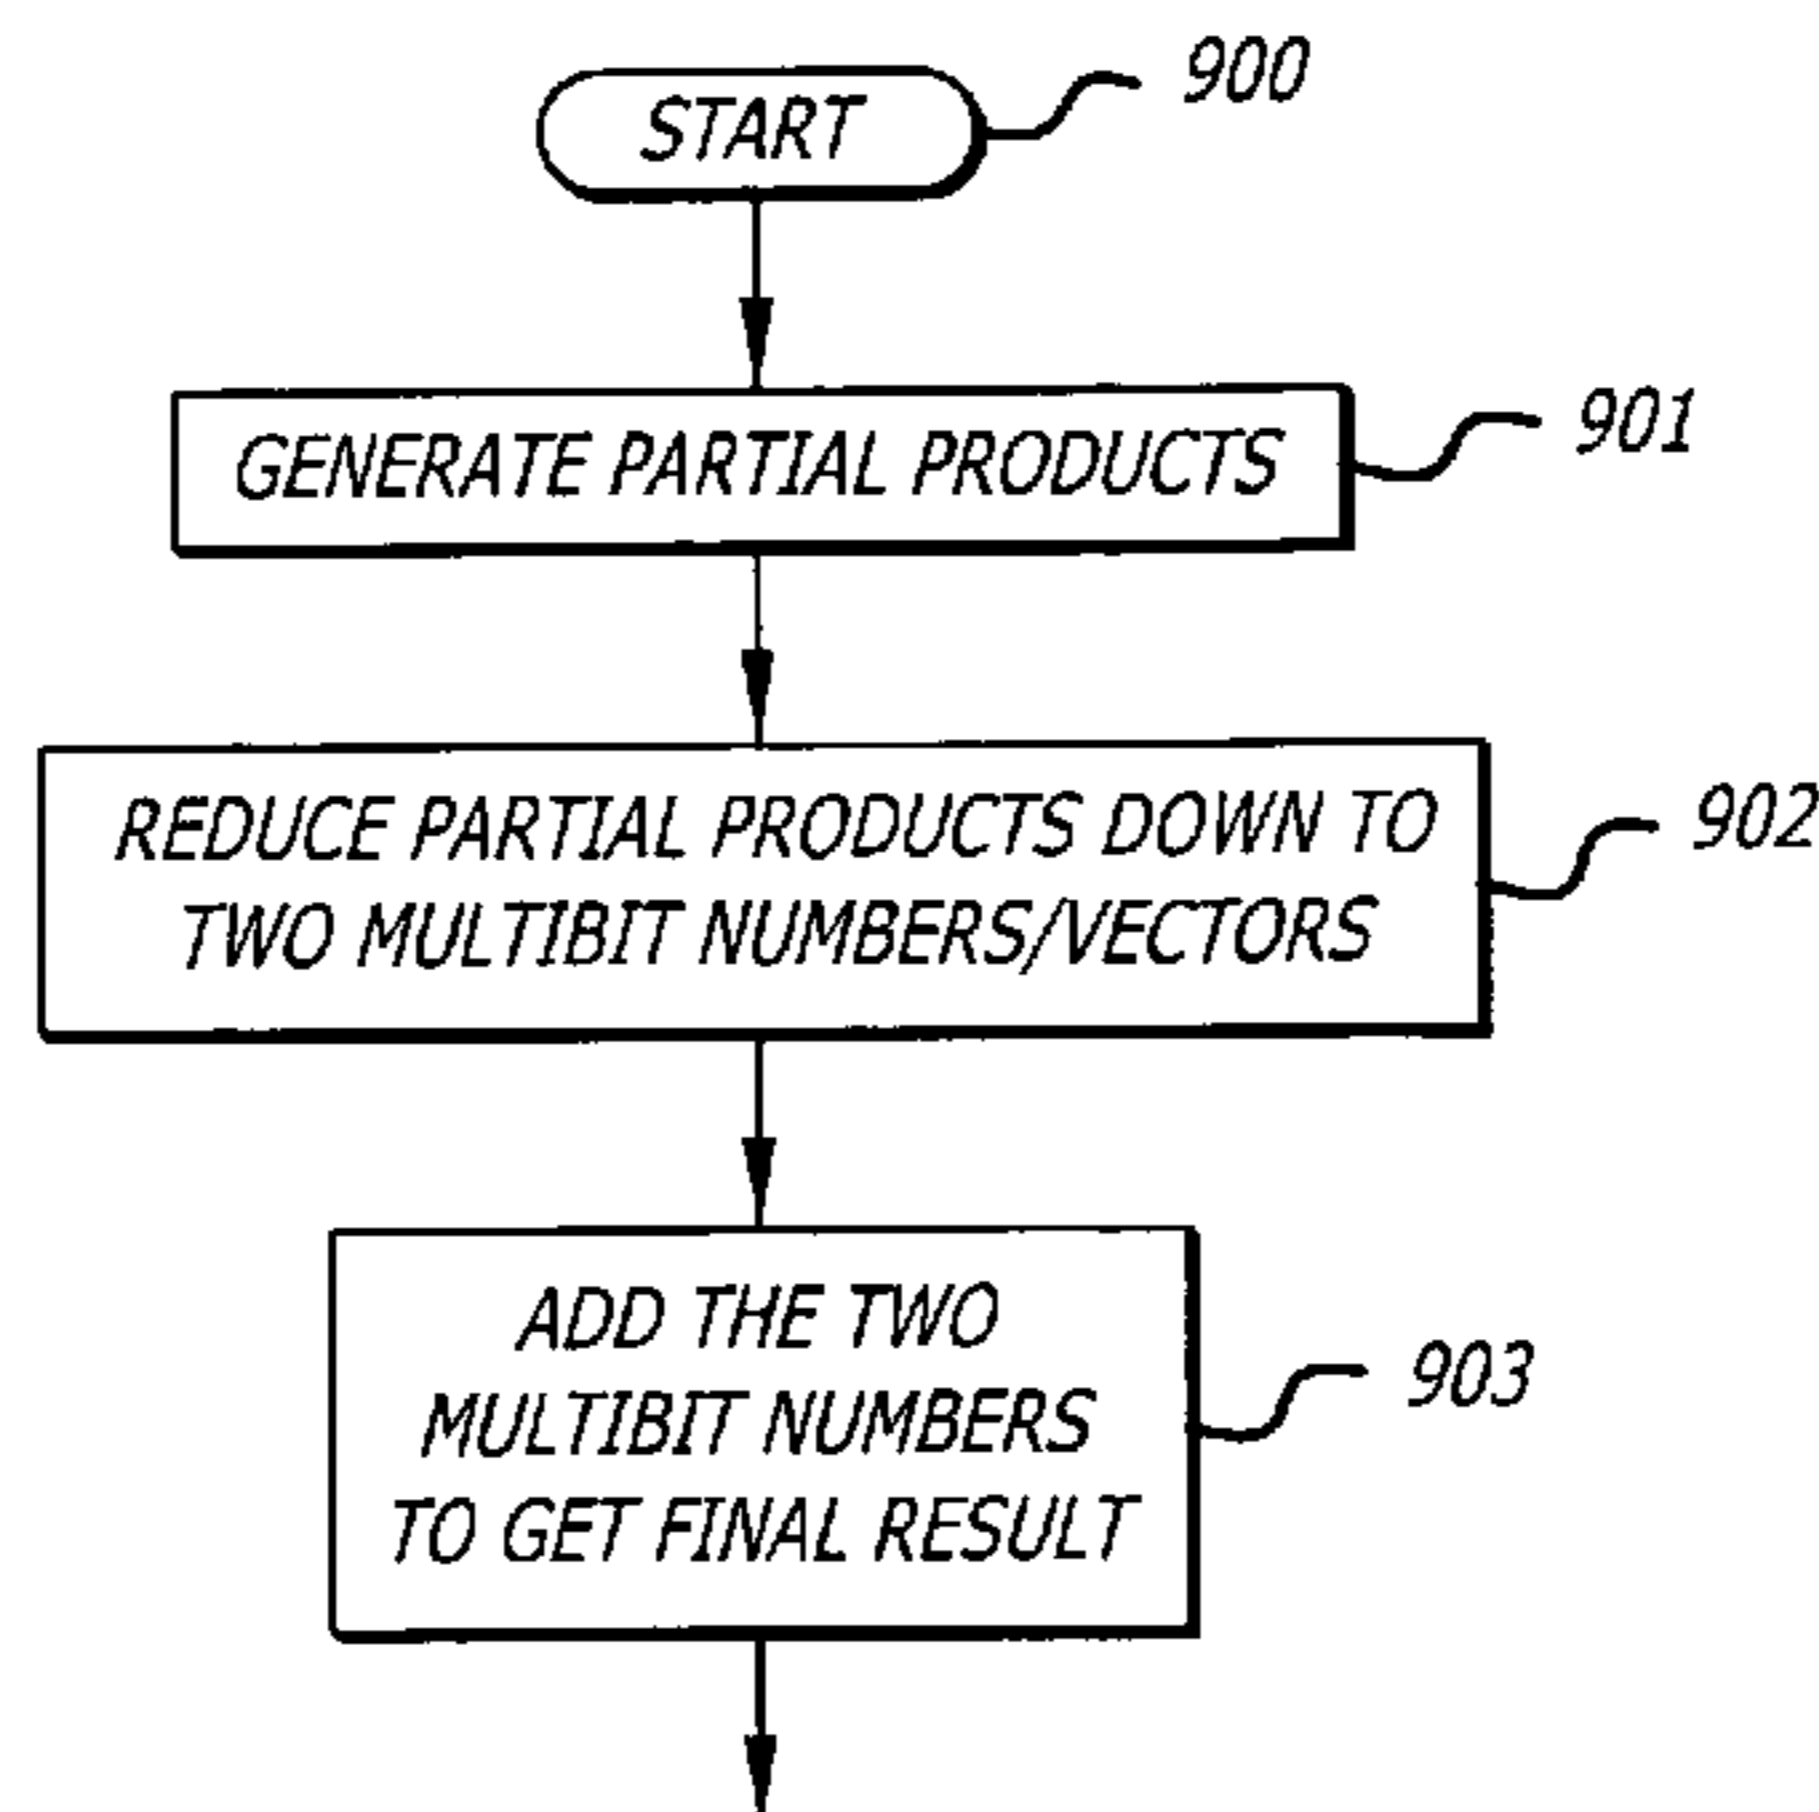 START
900
GENERATE PARTIAL PRODUCTS
901
REDUCE PARTIAL PRODUCTS DOWN TO
TWO MULTIBIT NUMBERS/VECTORS
902
ADD THE TWO
MULTIBIT NUMBERS
TO GET FINAL RESULT
903